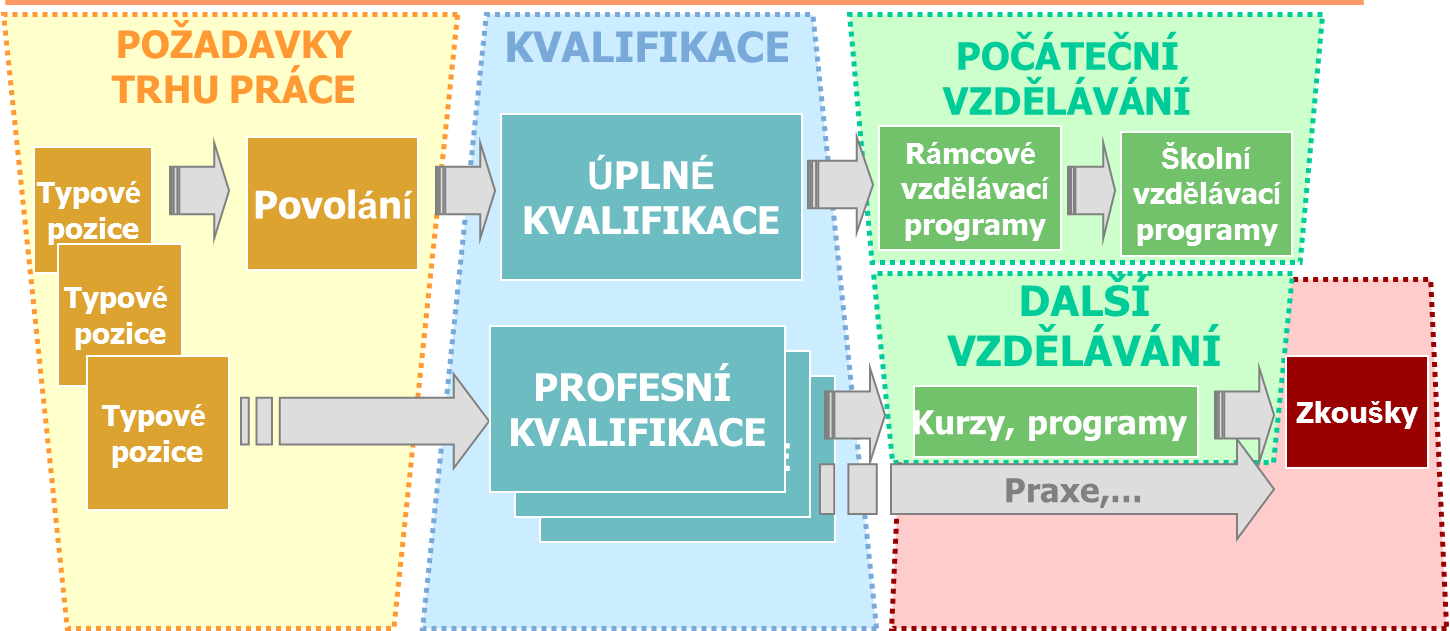 POŽADAVKY
TRHU PRÁCE
Typové
pozice
Povolání
Typové
pozice
Typové
pozice
KVALIFIKACE
ÚPLNÉ
KVALIFIKACE
PROFESNÍ
KVALIFIKACE
E
POČÁTEČNÍ
VZDĚLÁVÁNÍ
Rámcové
vzdělávací
programy
Školní
vzdělávací
programy
DALŠÍ
VZDĚLÁVÁNÍ
Kurzy, programy
Praxe,...
Zkoušky